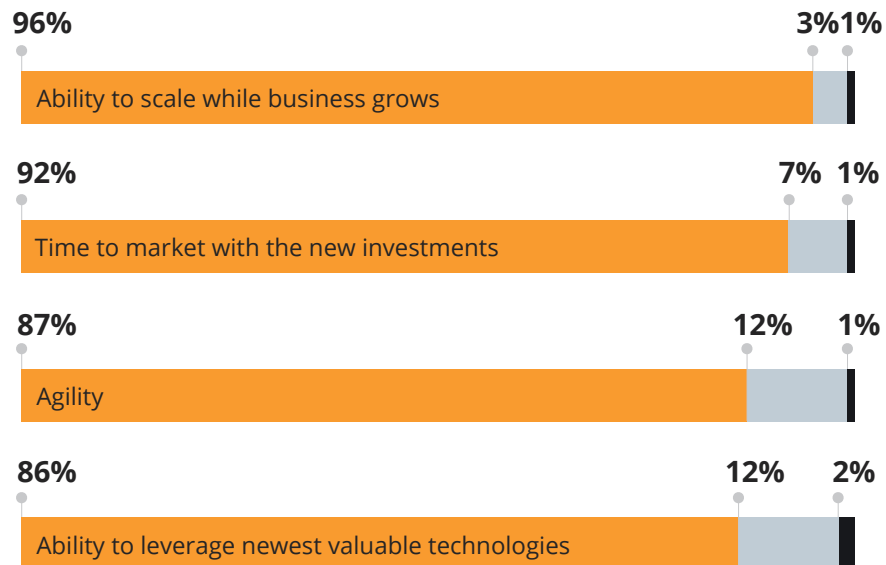 96% 3% 1%
Ability to scale while business grows
92% 7% 1%
Time to market with the new investments
87% 12% 1%
Agility
86% 12% 2%
Ability to leverage newest valuable technologies